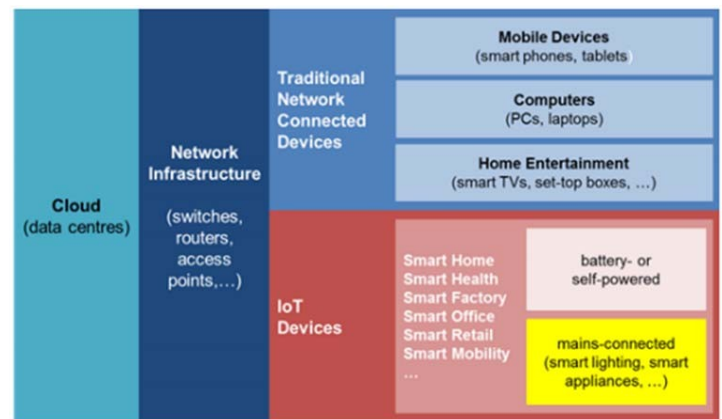 Cloud
(data centres)
Network
Infrastructure
(switches,
routers,
access
points,…)
Traditional
Network
Connected
Devices
Mobile Devices
(smart phones, tablets)
Computers
(PCs, laptops)
Home Entertainment
(smart TVs, set-top boxes, …)
IoT
Devices
Smart Home
Smart Health
Smart Factory
Smart Office
Smart Retail
Smart Mobility
…
battery- or
self-powered
mains-connected
(smart lighting, smart
appliances, …)